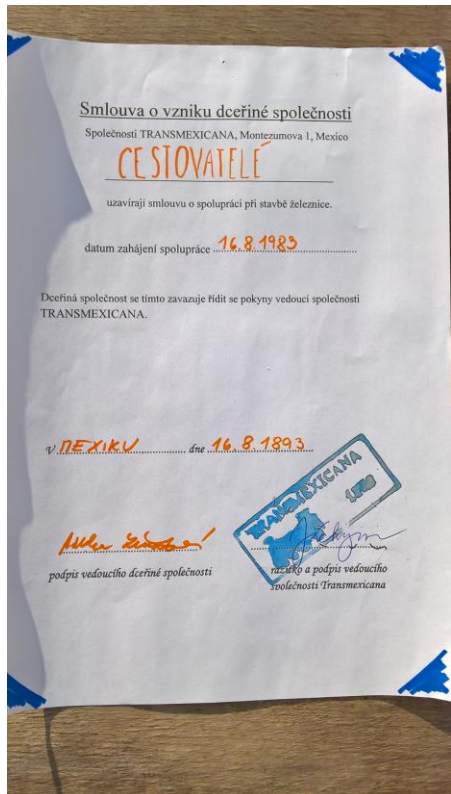 Smlouva o vzniku dceřiné společnosti
Společnosti TRANSMEXICANA, Montezumova 1, Mexico
CESTOVATELÉ
uzavírají smlouvu o spolupráci při stavbě železnice.
datum zahájení spolupráce 16.8.1983
Dceřiná společnost se tímto zavazuje řídit se pokyny vedoucí společnosti
TRANSMEXICANA.
v MEXIKU dne 16.8.1893
TRANSMEXICANA
podpis vedoucího dceřiné společnosti
razítko a podpis vedoucího
společnosti Transmexicana